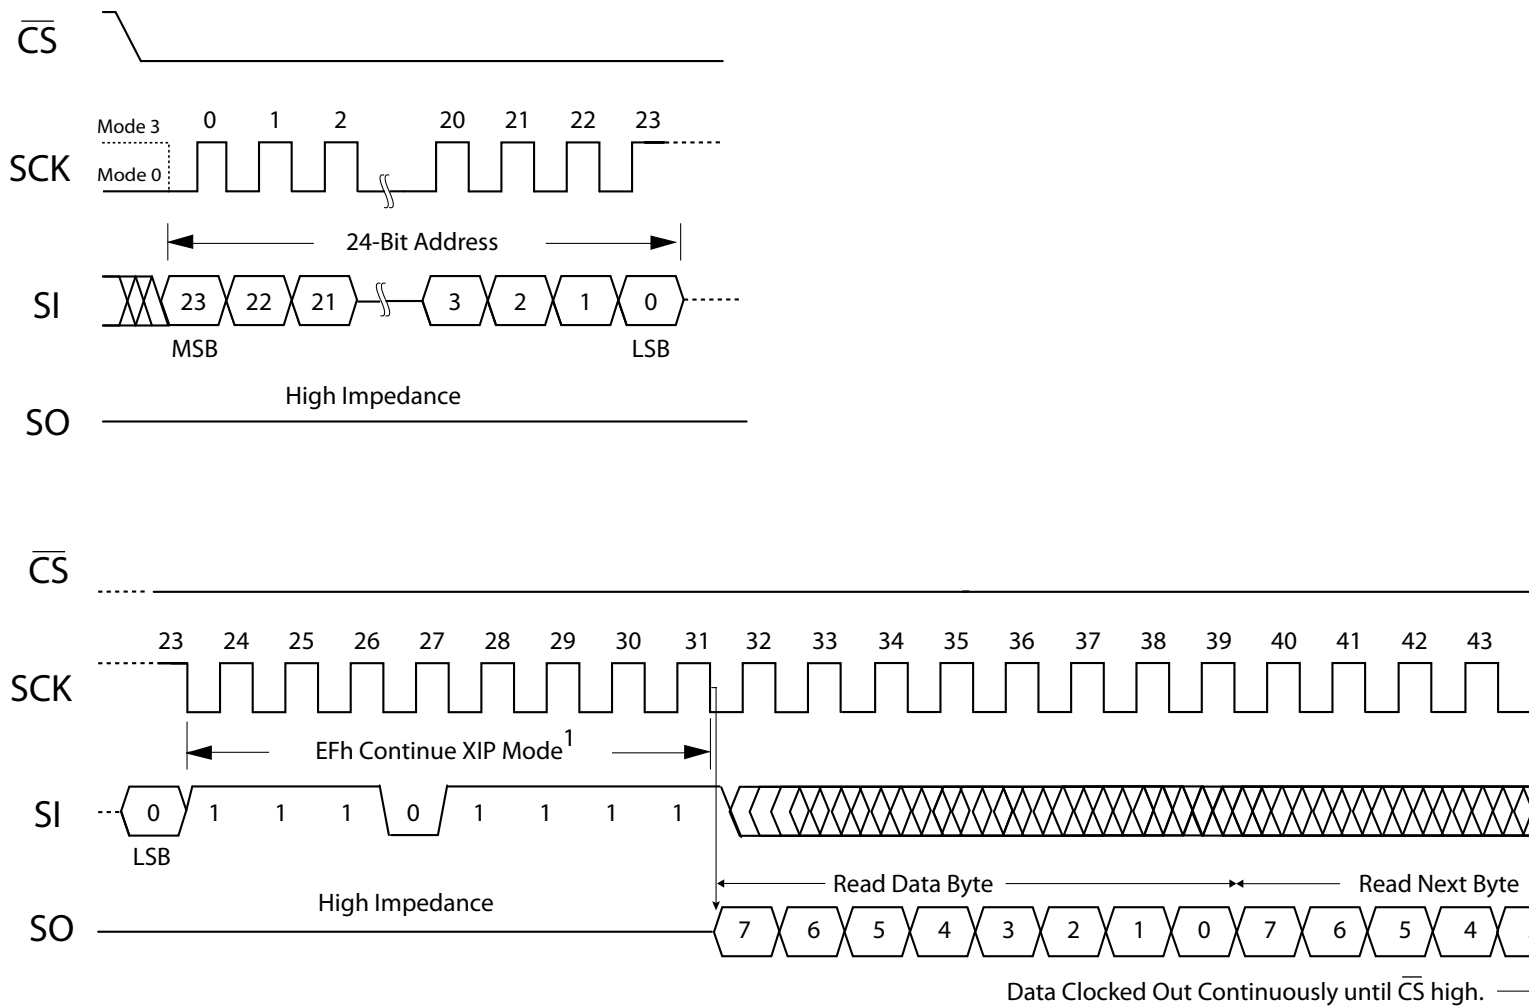 CS
Mode 3
0 1 2 20 21 22 23
SCK
Mode 0
24-Bit Address
SI
23 22 21 3 2 1 0
MSB LSB
High Impedance
SO
CS
23 24 25 26 27 28 29 30 31 32 33 34 35 36 37 38 39 40 41 42 43
SCK
EFh Continue XIP Mode1
SI
0 1 1 1 0 1 1 1 1
LSB
Read Data Byte Read Next Byte
High Impedance
SO
7 6 5 4 3 2 1 0 7 6 5 4
Data Clocked Out Continuously until CS high.